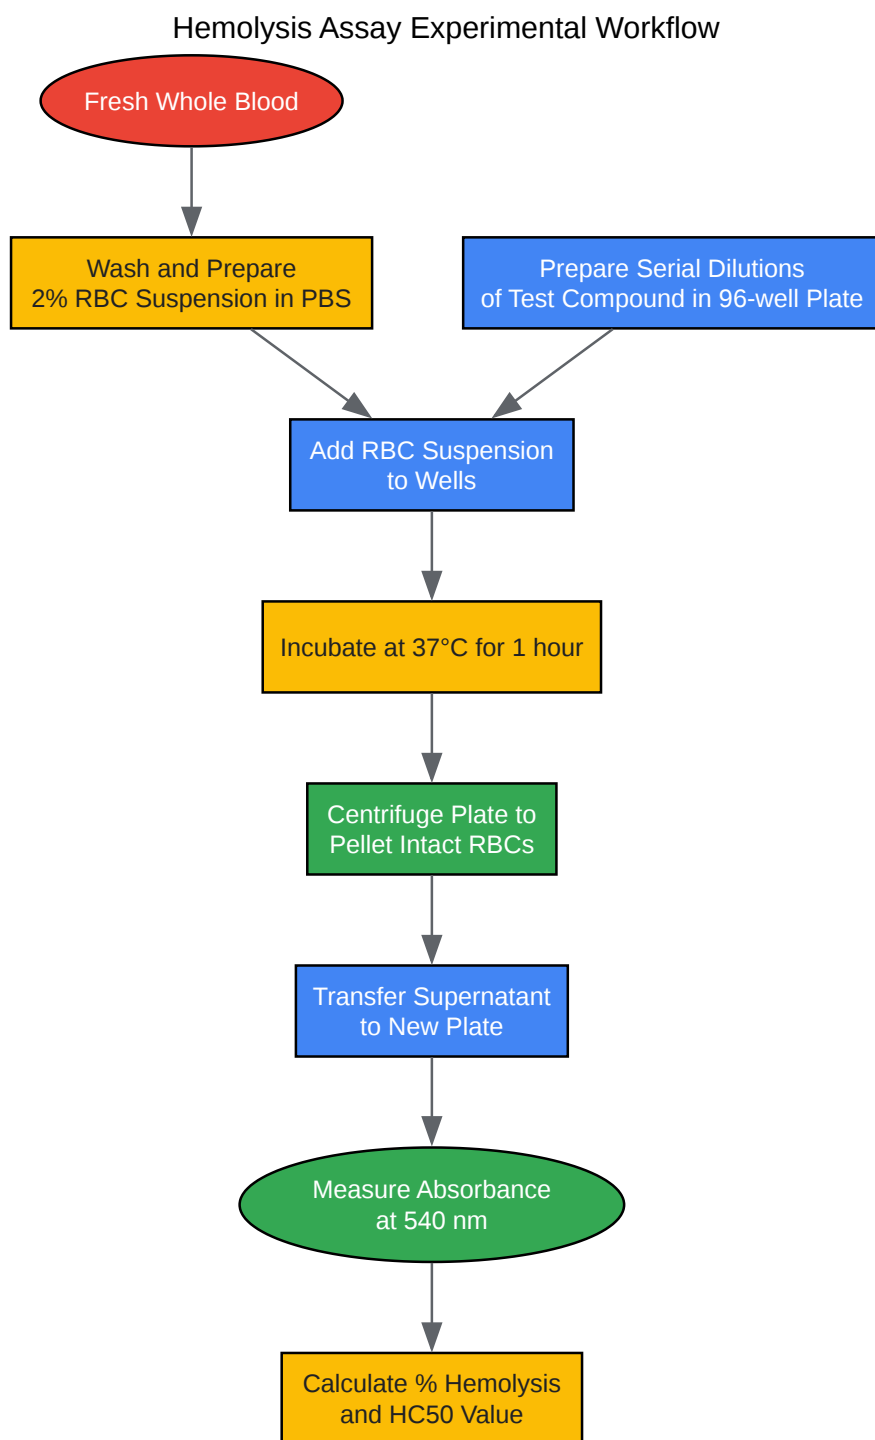 Hemolysis Assay Experimental Workflow
Fresh Whole Blood
Wash and Prepare
2% RBC Suspension in PBS
Prepare Serial Dilutions
of Test Compound in 96-well Plate
Add RBC Suspension
to Wells
Incubate at 37°C for 1 hour
Centrifuge Plate to
Pellet Intact RBCs
Transfer Supernatant
to New Plate
Measure Absorbance
at 540 nm
Calculate % Hemolysis
and HC50 Value